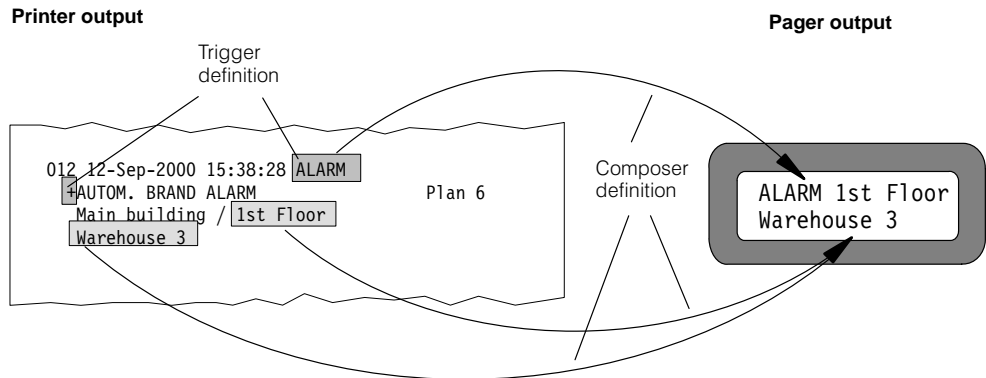 Printer output
Pager output
Trigger
definition
012 12-Sep-2000 15:38:28 ALARM
+AUTOM. BRAND ALARM Plan 6
Main building / 1st Floor
Warehouse 3
Composer
definition
ALARM 1st Floor
Warehouse 3